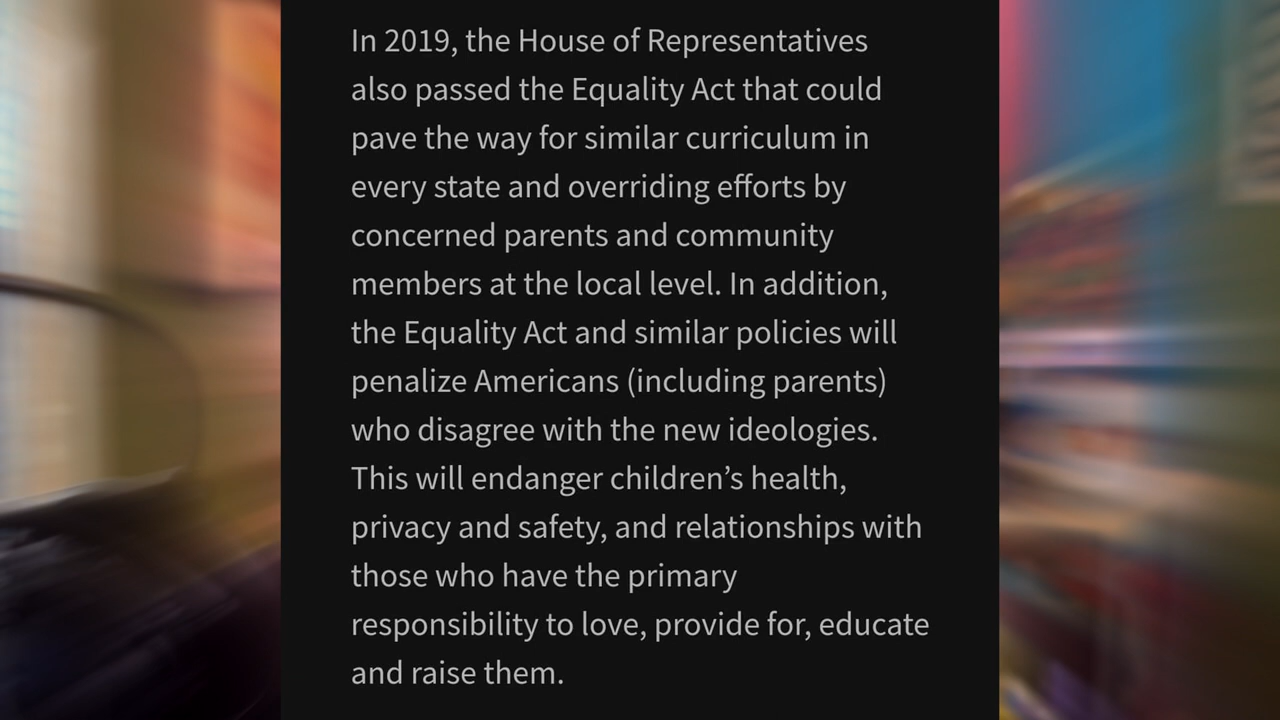 In 2019, the House of Representatives
also passed the Equality Act that could
pave the way for similar curriculum in
every state and overriding efforts by
concerned parents and community
members at the local level. In addition,
the Equality Act and similar policies will
penalize Americans (including parents)
who disagree with the new ideologies.
This will endanger children’s health,
privacy and safety, and relationships with
those who have the primary
responsibility to love, provide for, educate
and raise them.